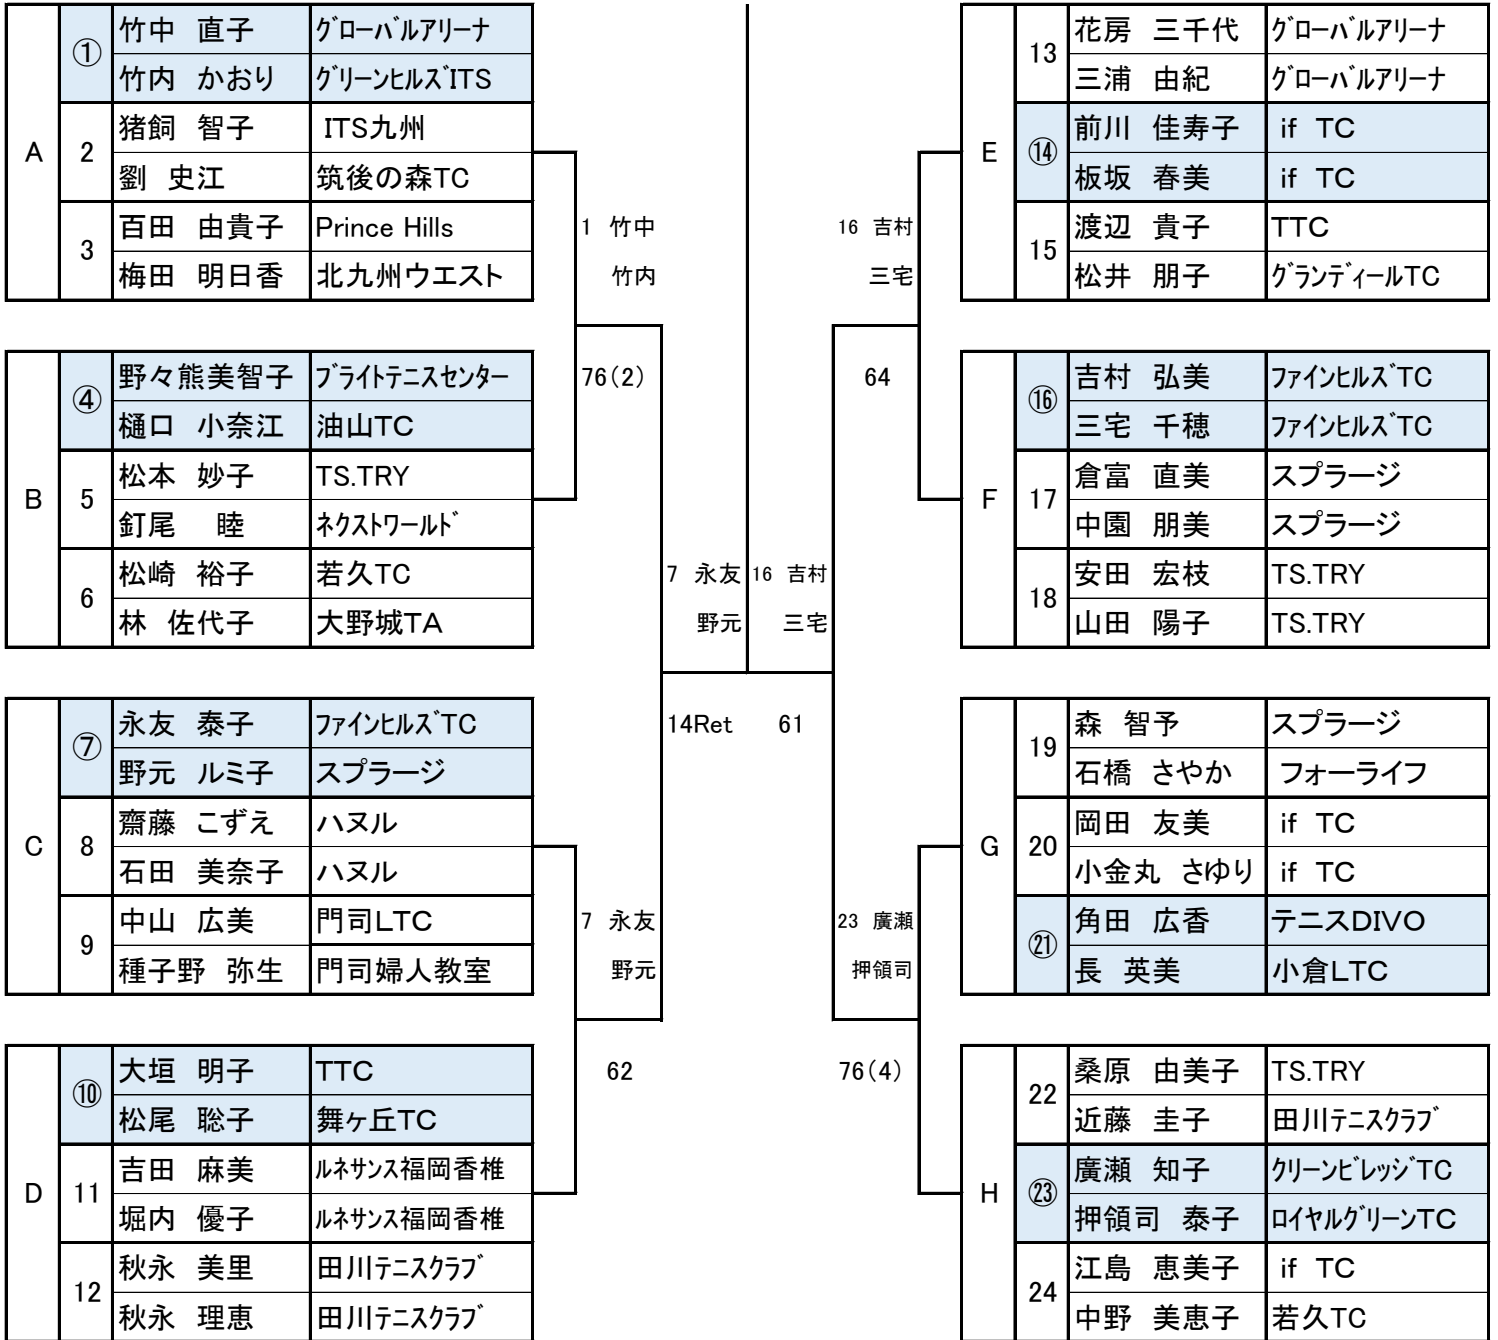 A
①
竹中 直子 グローバルアリーナ
竹内 かおり グリーンヒルズITS
2
猪飼 智子 ITS九州
劉 史江 筑後の森TC
3
百田 由貴子 Prince Hills
梅田 明日香 北九州ウエスト
B
④
野々熊美智子 ブライトテニスセンター
樋口 小奈江 油山TC
5
松本 妙子 TS.TRY
釘尾 睦 ネクストワールド
6
松崎 裕子 若久TC
林 佐代子 大野城TA
C
⑦
永友 泰子 ファインヒルズTC
野元 ルミ子 スプラージ
8
齋藤 こずえ ハヌル
石田 美奈子 ハヌル
9
中山 広美 門司LTC
種子野 弥生 門司婦人教室
D
⑩
大垣 明子 TTC
松尾 聡子 舞ヶ丘TC
11
吉田 麻美 ルネサンス福岡香椎
堀内 優子 ルネサンス福岡香椎
12
秋永 美里 田川テニスクラブ
秋永 理恵 田川テニスクラブ
1 竹中
竹内
76(2)
7 永友
野元
62
7 永友
野元
14Ret
16 吉村
三宅
61
16 吉村
三宅
64
23 廣瀬
押領司
76(4)
E
13
花房 三千代 グローバルアリーナ
三浦 由紀 グローバルアリーナ
⑭
前川 佳寿子 if TC
板坂 春美 if TC
15
渡辺 貴子 TTC
松井 朋子 グランディールTC
F
⑯
吉村 弘美 ファインヒルズTC
三宅 千穂 ファインヒルズTC
17
倉富 直美 スプラージ
中園 朋美 スプラージ
18
安田 宏枝 TS.TRY
山田 陽子 TS.TRY
G
19
森 智予 スプラージ
石橋 さやか フォーライフ
20
岡田 友美 if TC
小金丸 さゆり if TC
㉑
角田 広香 テニスDIVO
長 英美 小倉LTC
H
22
桑原 由美子 TS.TRY
近藤 圭子 田川テニスクラブ
㉓
廣瀬 知子 クリーンビレッジTC
押領司 泰子 ロイヤルグリーンTC
24
江島 恵美子 if TC
中野 美恵子 若久TC